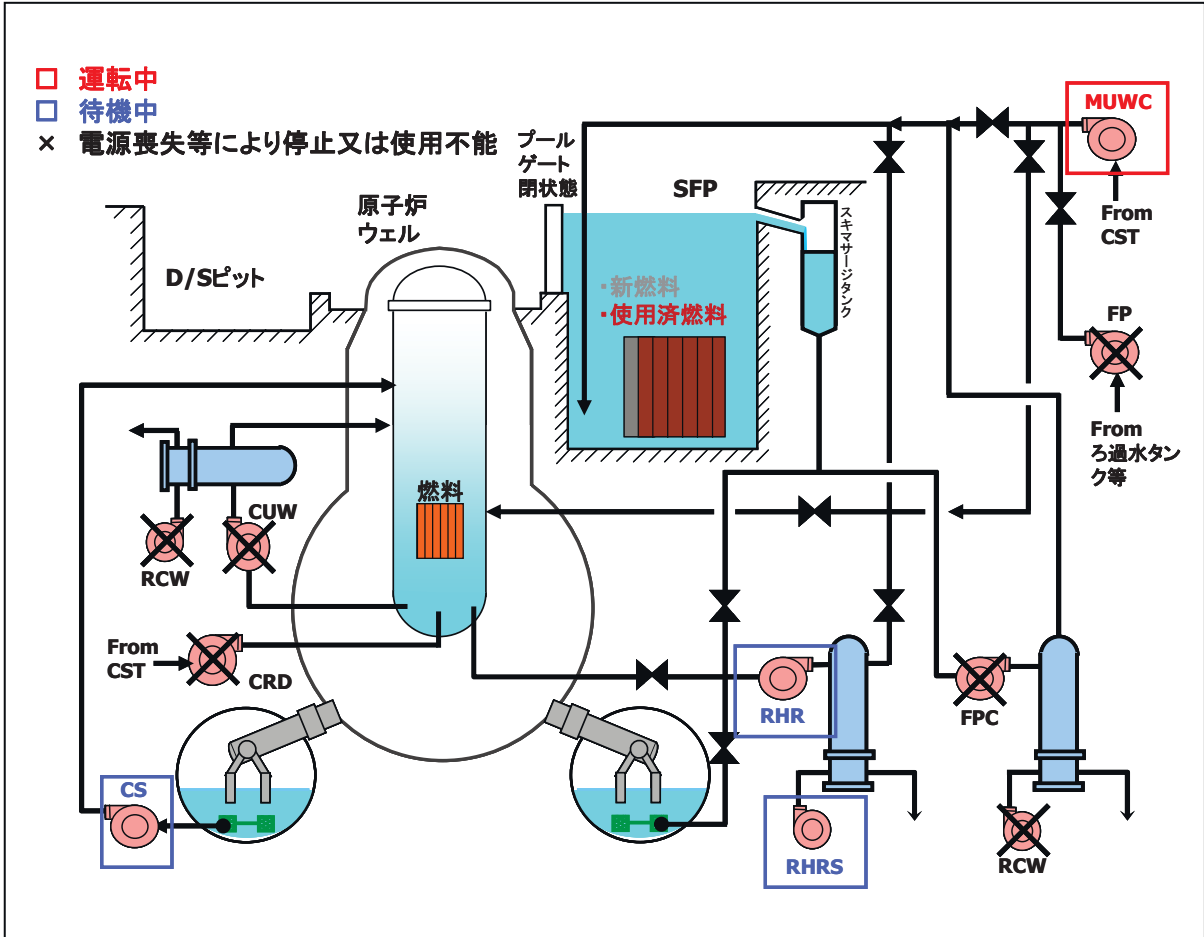 □ 運転中
□ 待機中
× 電源喪失等により停止又は使用不能
プール
ゲート
閉状態
SFP
MUWC
From
CST
原子炉
ウェル
D/Sピット
スキマサージタンク
・新燃料
・使用済燃料
FP
From
ろ過水タン
ク等
燃料
CUW
RCW
From
CST
CRD
RHR
FPC
CS
RHRS
RCW